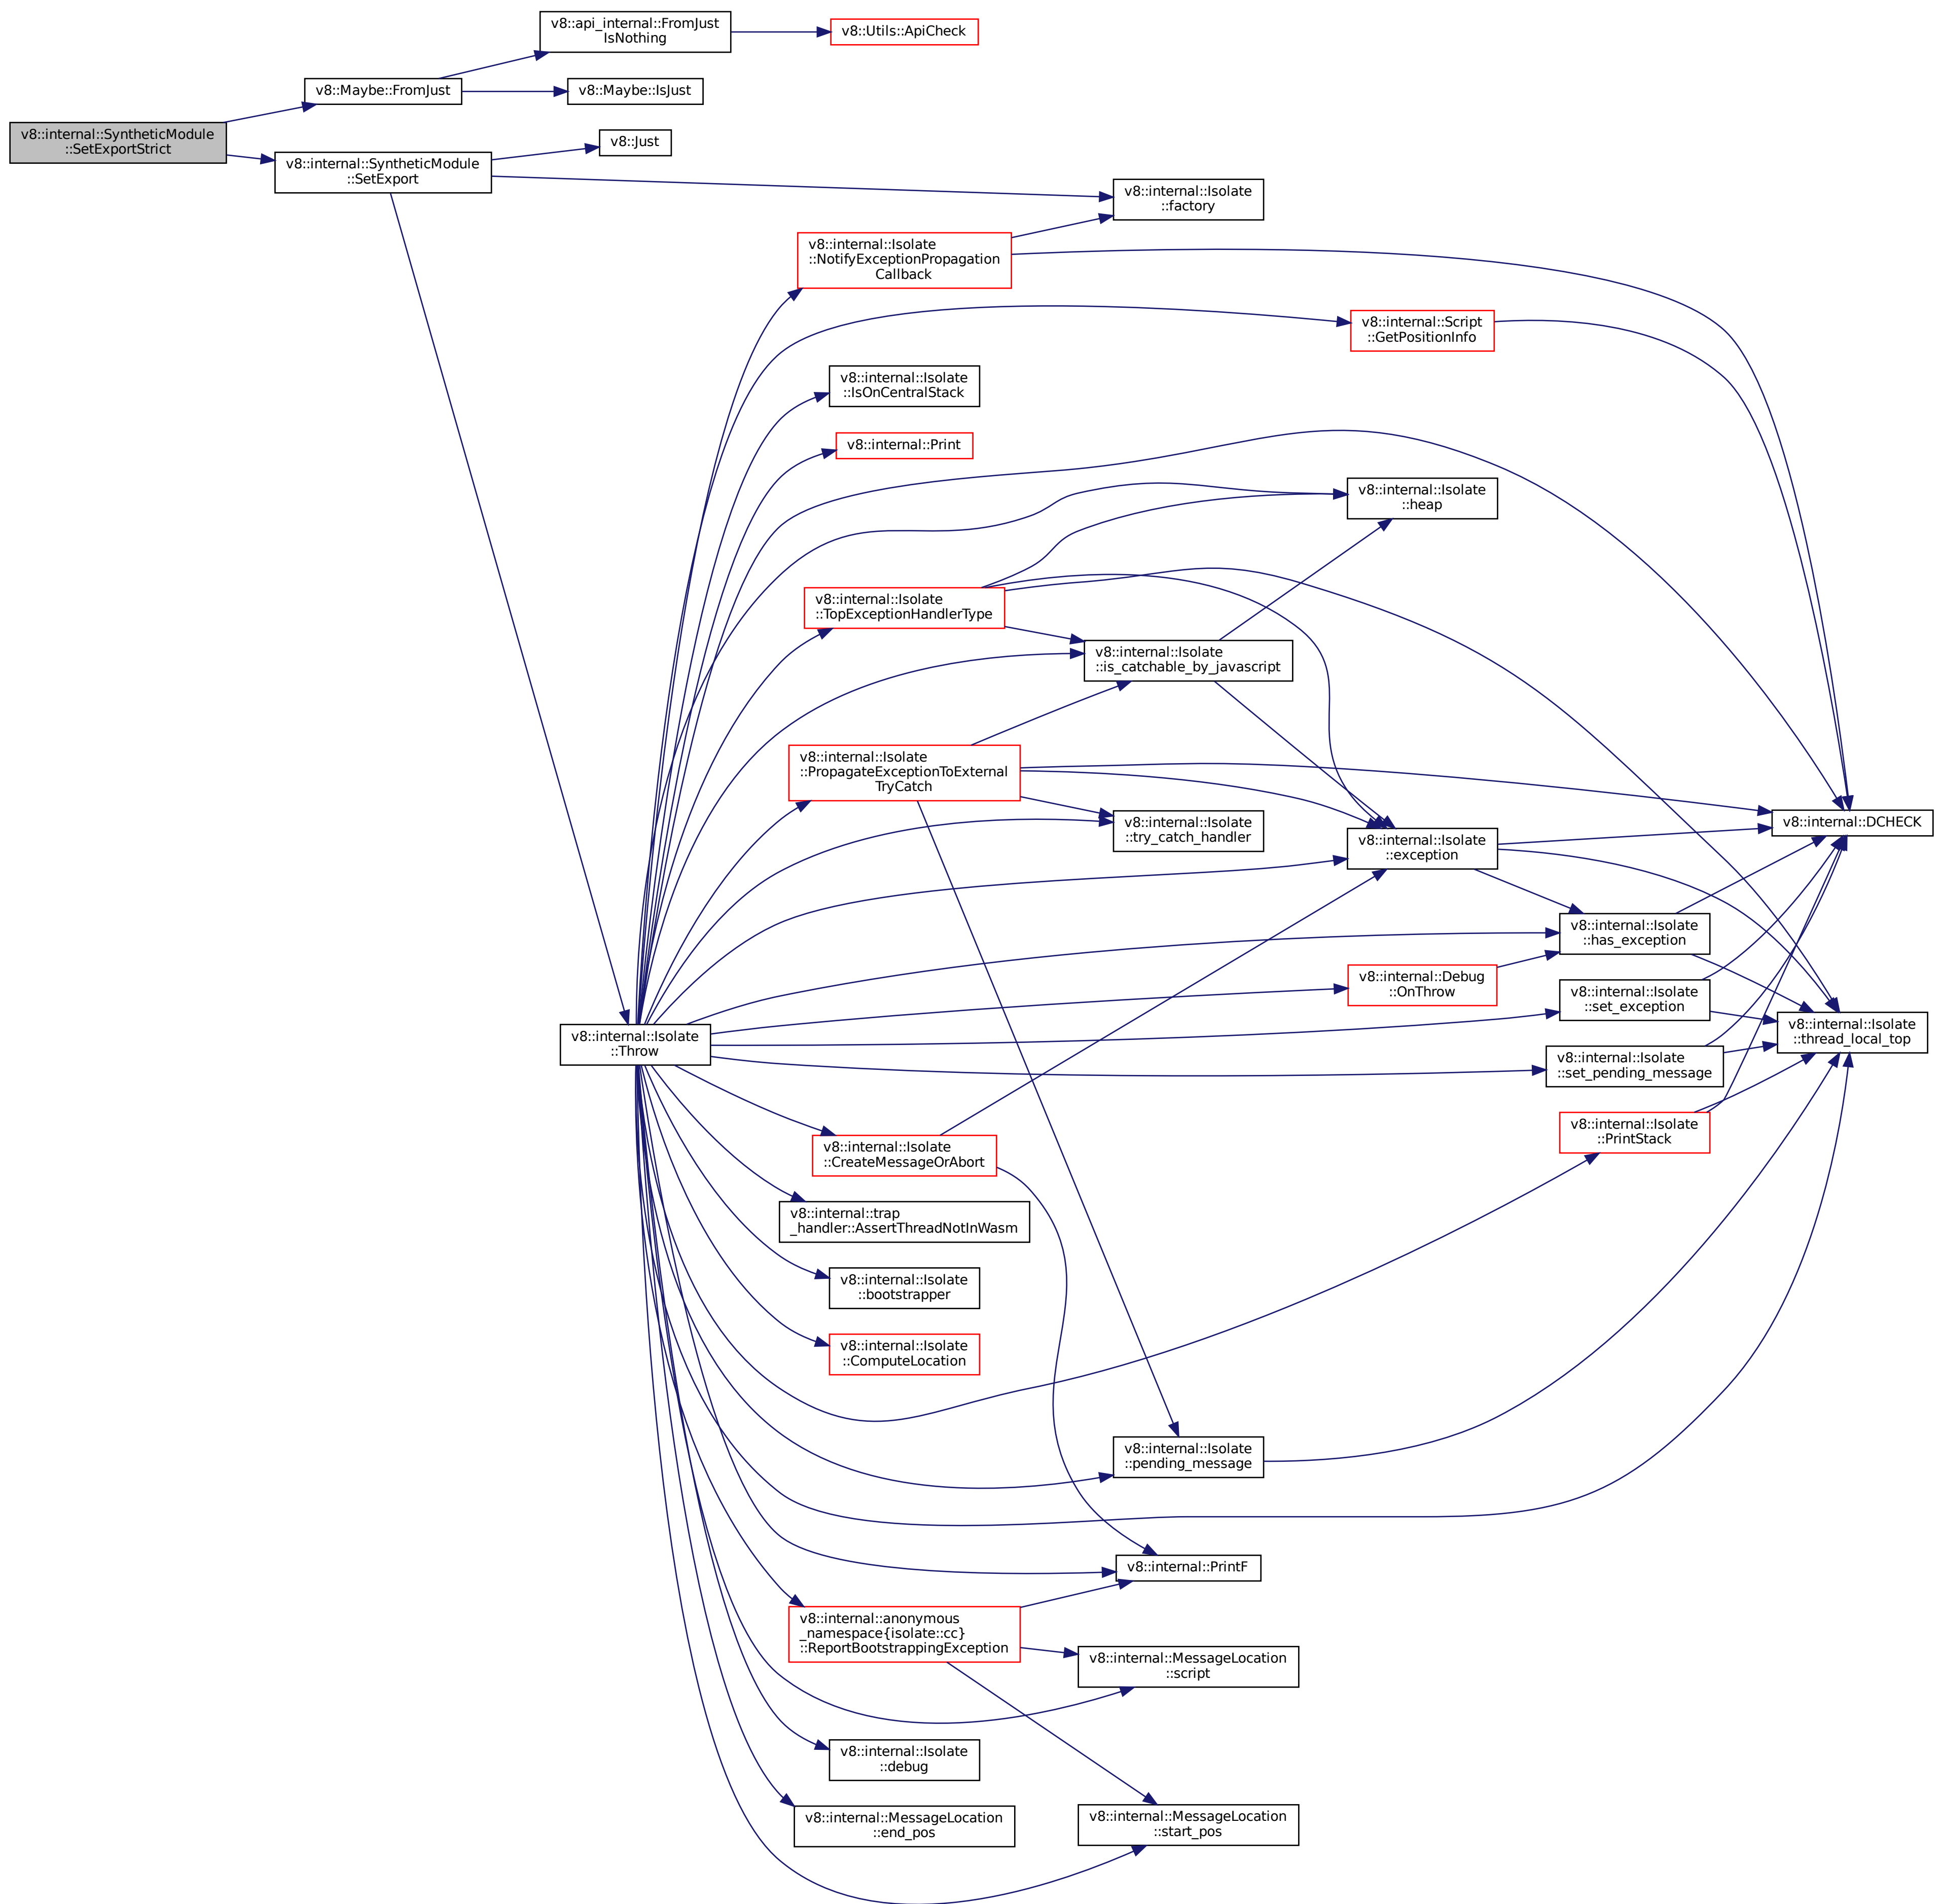 v8::api_internal::FromJust
IsNothing
v8::Utils::ApiCheck
v8::Maybe::FromJust
v8::Maybe::IsJust
v8::internal::SyntheticModule
::SetExportStrict
v8::Just
v8::internal::SyntheticModule
::SetExport
v8::internal::Isolate
::factory
v8::internal::Isolate
::NotifyExceptionPropagation
Callback
v8::internal::Script
::GetPositionInfo
v8::internal::Isolate
::IsOnCentralStack
v8::internal::Print
v8::internal::Isolate
::heap
v8::internal::Isolate
::TopExceptionHandlerType
v8::internal::Isolate
::is_catchable_by_javascript
v8::internal::Isolate
::PropagateExceptionToExternal
TryCatch
v8::internal::Isolate
::try_catch_handler
v8::internal::DCHECK
v8::internal::Isolate
::exception
v8::internal::Isolate
::has_exception
v8::internal::Debug
::OnThrow
v8::internal::Isolate
::set_exception
v8::internal::Isolate
::thread_local_top
v8::internal::Isolate
::Throw
v8::internal::Isolate
::set_pending_message
v8::internal::Isolate
::PrintStack
v8::internal::Isolate
::CreateMessageOrAbort
v8::internal::trap
_handler::AssertThreadNotInWasm
v8::internal::Isolate
::bootstrapper
v8::internal::Isolate
::ComputeLocation
v8::internal::Isolate
::pending_message
v8::internal::PrintF
v8::internal::anonymous
_namespace{isolate::cc}
::ReportBootstrappingException
v8::internal::MessageLocation
::script
v8::internal::Isolate
::debug
v8::internal::MessageLocation
::end_pos
v8::internal::MessageLocation
::start_pos